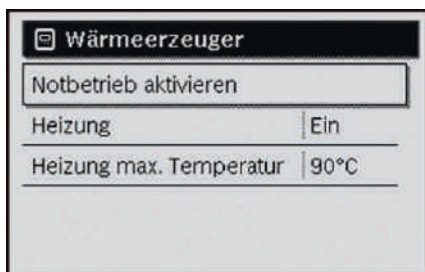 Wärmeerzeuger
Notbetrieb aktivieren
Heizung Ein
Heizung max. Temperatur 90°C